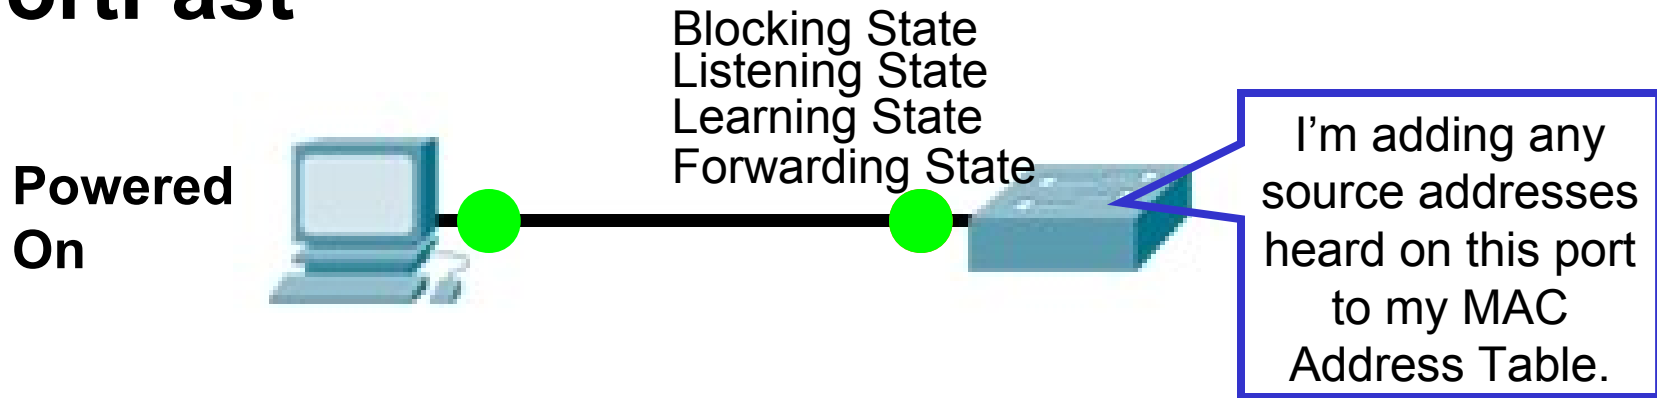 ortFast
Blocking State
Listening State
Learning State
Forwarding State
Powered
On
I’m adding any
source addresses
heard on this port
to my MAC
Address Table.